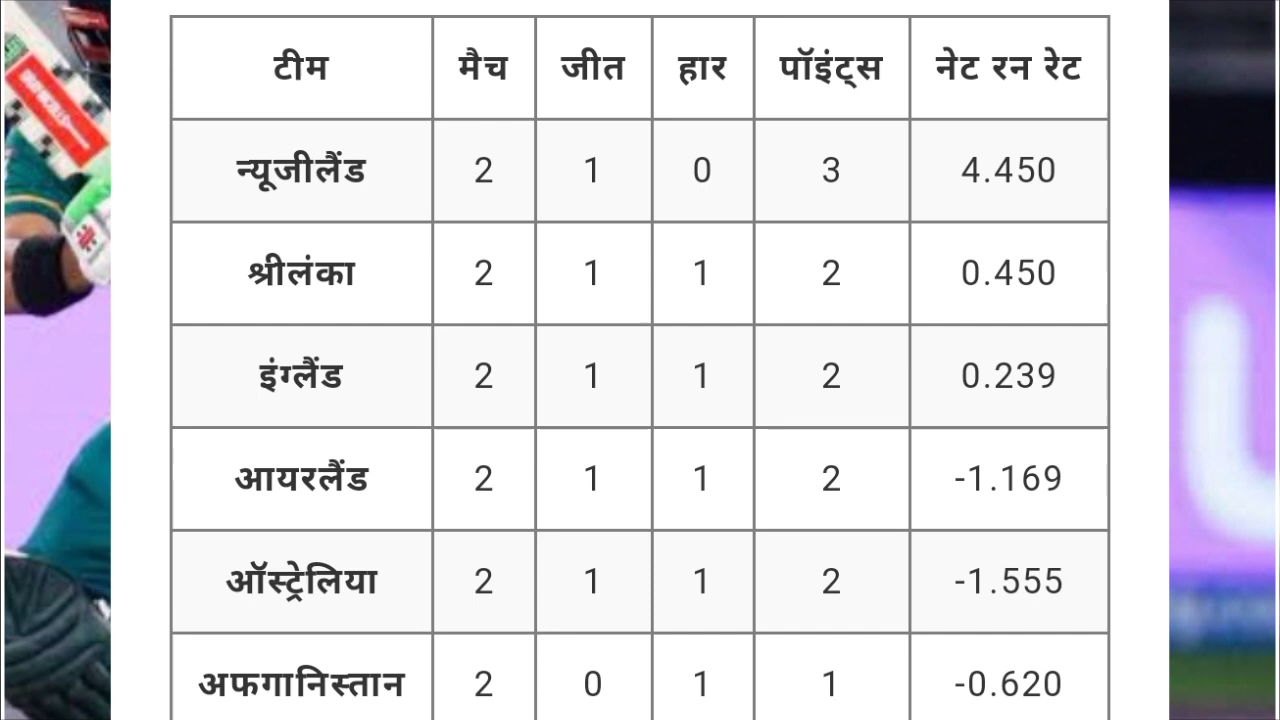 टीम मैच जीत हार पॉइंट्स नेट रन रेट
न्यूजीलैंड 2 1 0 3 4.450
श्रीलंका 2 1 1 2 0.450
इंग्लैंड 2 1 1 2 0.239
आयरलैंड 2 1 1 2 -1.169
ऑस्ट्रेलिया 2 1 1 2 -1.555
अफगानिस्तान 2 0 1 1 -0.620